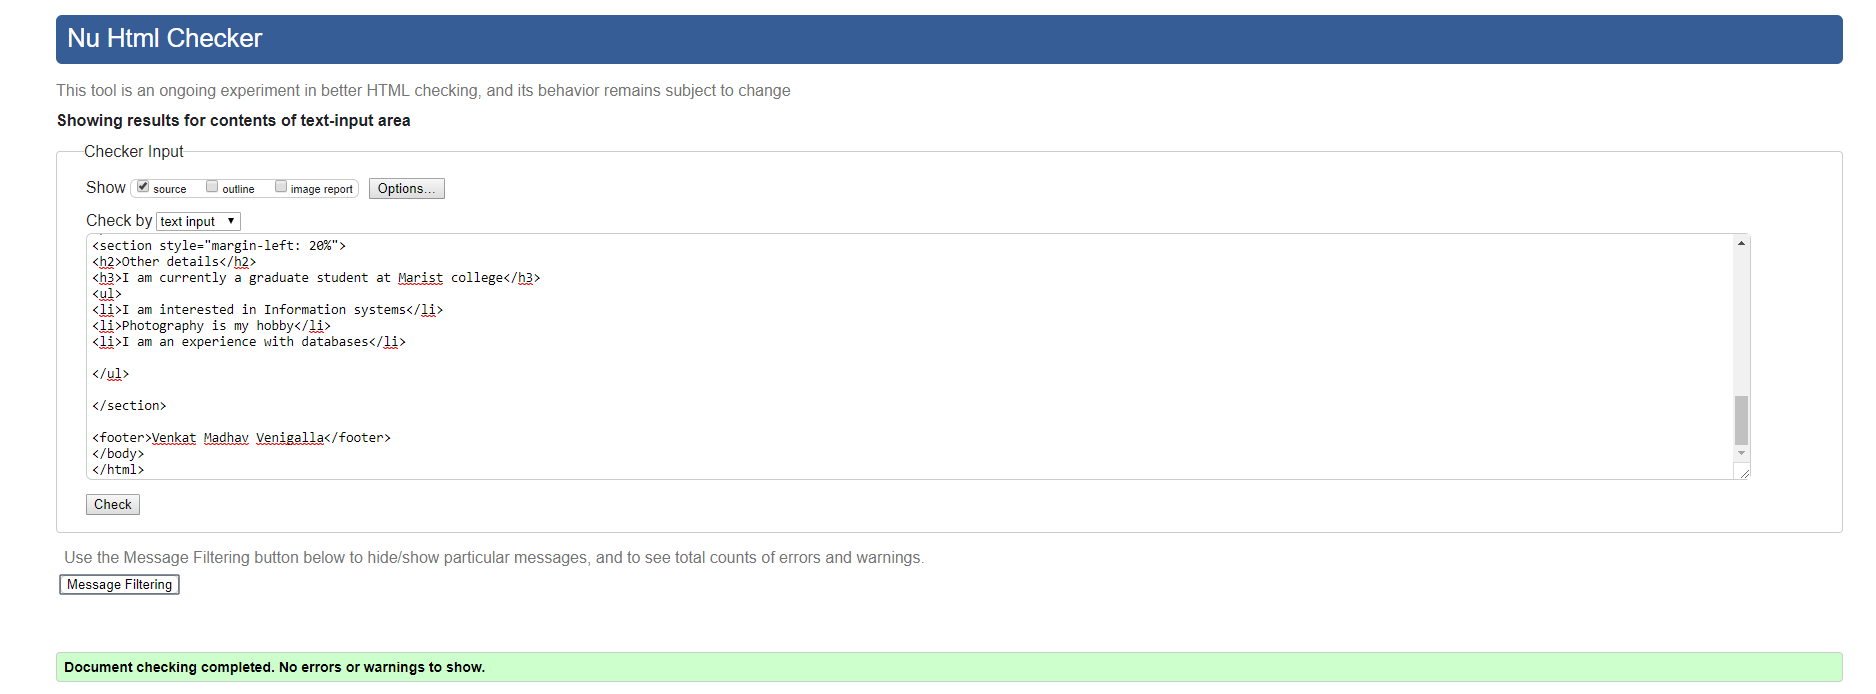 Nu Html Checker
This tool is an ongoing experiment in better HTML checking, and its behavior remains subject to change
Showing results for contents of text-input area
Checker Input
Show source outline image report Options...
Check by text input
<section style="margin-left: 20%">
<h2>Other details</h2>
<h3>I am currently a graduate student at Marist college</h3>
<ul>
<li>I am interested in Information systems</li>
<li>Photography is my hobby</li>
<li>I am an experience with databases</li>
</ul>
</section>
<footer>Venkat Madhav Venigalla</footer>
</body>
</html>
Check
Use the Message Filtering button below to hide/show particular messages, and to see total counts of errors and warnings.
Message Filtering
Document checking completed. No errors or warnings to show.